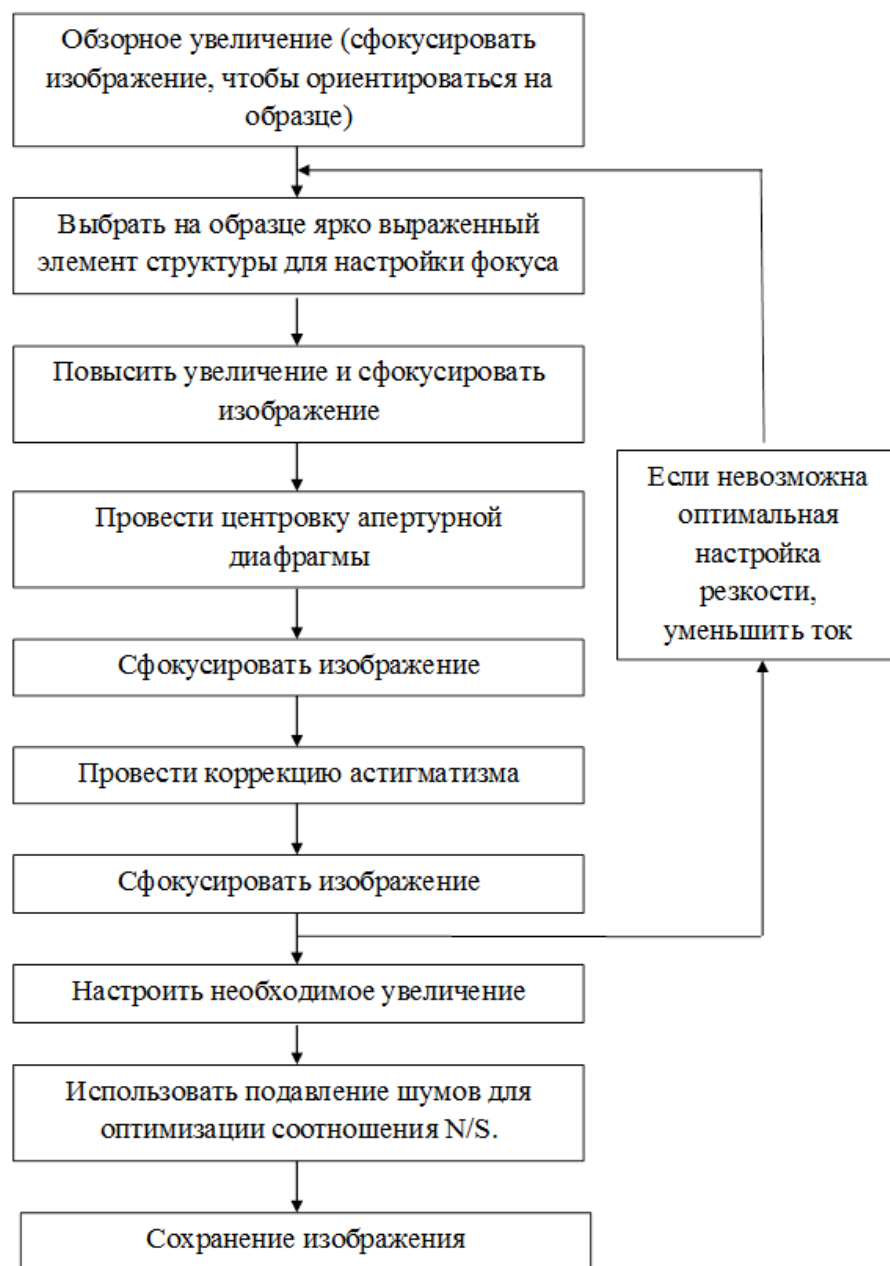 Обзорное увеличение (сфокусировать
изображение, чтобы ориентироваться на
образце)
Выбрать на образце ярко выраженный
элемент структуры для настройки фокуса
Повысить увеличение и сфокусировать
изображение
Провести центровку апертурной
диафрагмы
Сфокусировать изображение
Провести коррекцию астигматизма
Сфокусировать изображение
Если невозможна
оптимальная
настройка
резкости,
уменьшить ток
Настроить необходимое увеличение
Использовать подавление шумов для
оптимизации соотношения N/S.
Сохранение изображения